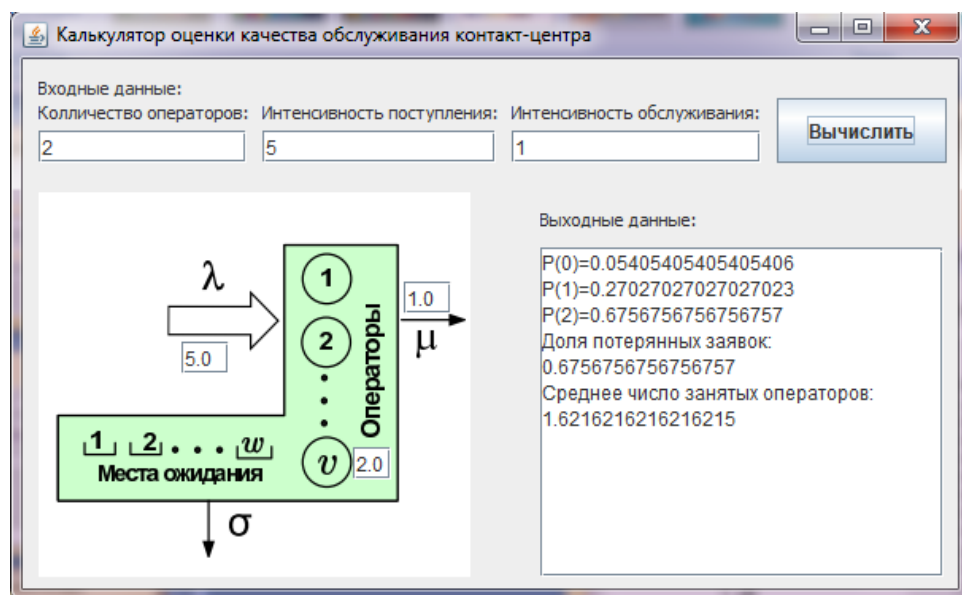 Калькулятор оценки качества обслуживания контакт-центра
Входные данные:
Колличество операторов: Интенсивность поступления: Интенсивность обслуживания:
2 5 1
Вычислить
Выходные данные:
P(0)=0.05405405405405406
P(1)=0.27027027027027023
P(2)=0.6756756756756757
Доля потерянных заявок:
0.6756756756756757
Среднее число занятых операторов:
1.6216216216216215
λ
5.0
1
2
v
Операторы
1.0
μ
2.0
1 2 . . . w
Места ожидания
σ